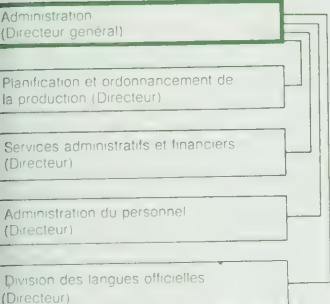 Administration
(Directeur général)
Planification et ordonnancement de
la production (Directeur)
Services administratifs et financiers
(Directeur)
Administration du personnel
(Directeur)
Division des langues officielles
(Directeur)